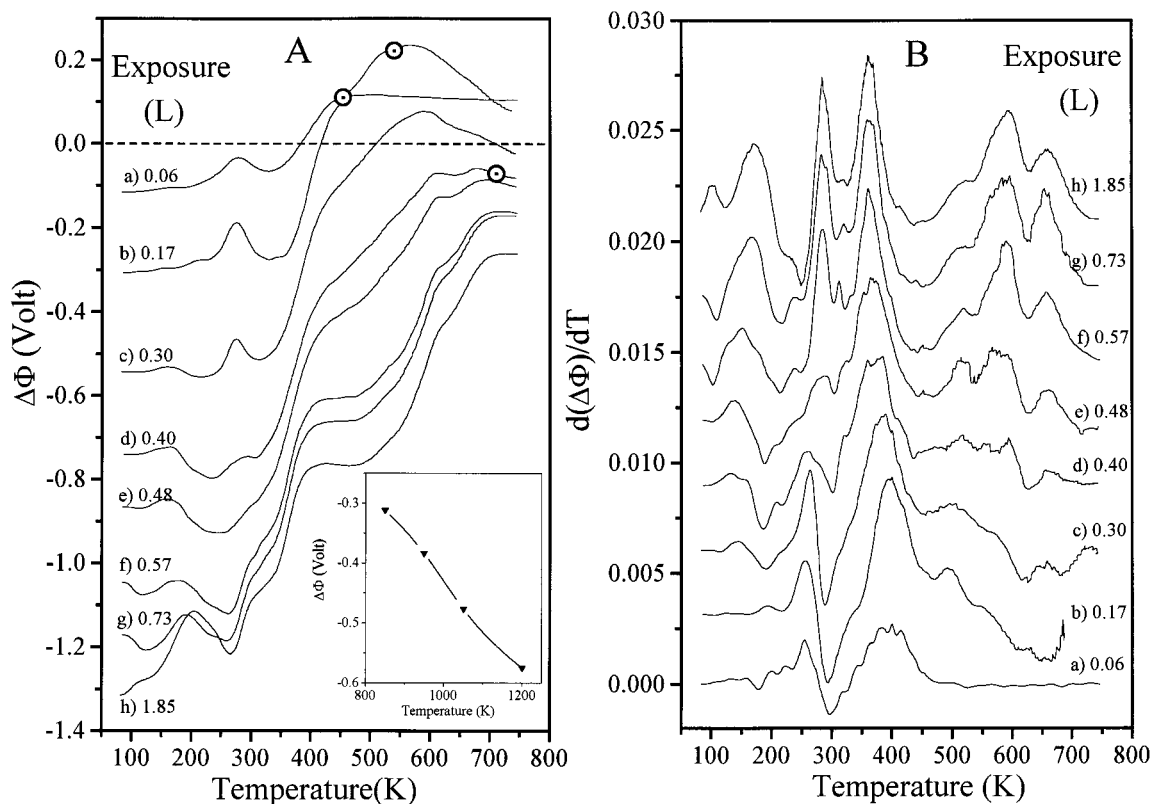 A
Exposure
(L)
0.2
0.0
-0.2
-0.4
-0.6
-0.8
-1.0
-1.2
-1.4
ΔΦ (Volt)
a) 0.06
b) 0.17
c) 0.30
d) 0.40
e) 0.48
f) 0.57
g) 0.73
h) 1.85
100 200 300 400 500 600 700
Temperature(K)
-0.3
-0.4
-0.5
-0.6
ΔΦ (Volt)
800 1000 1200
Temperature (K)
B
Exposure
(L)
0.030
0.025
0.020
0.015
0.010
0.005
0.000
d(ΔΦ)/dT
h) 1.85
g) 0.73
f) 0.57
e) 0.48
d) 0.40
c) 0.30
b) 0.17
a) 0.06
100 200 300 400 500 600 700 800
Temperature (K)